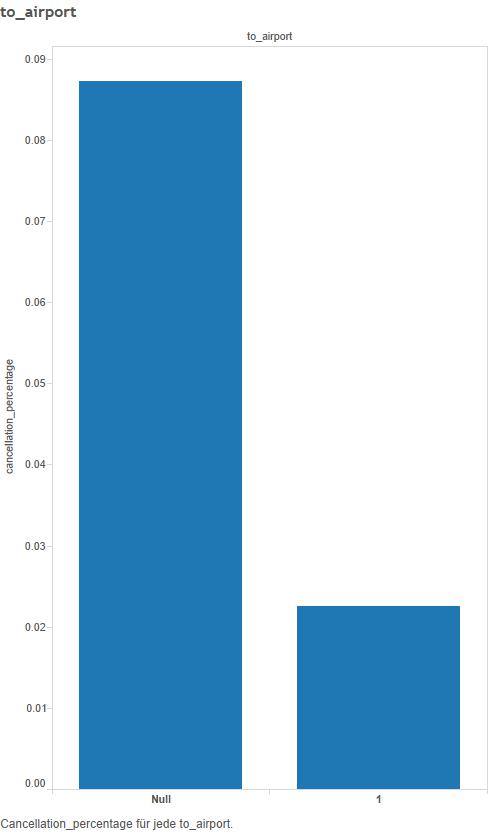 to_airport
to_airport
0.09
0.08
0.07
0.06
0.05
0.04
0.03
0.02
0.01
0.00
cancellation_percentage
Null 1
Cancellation_percentage für jede to_airport.